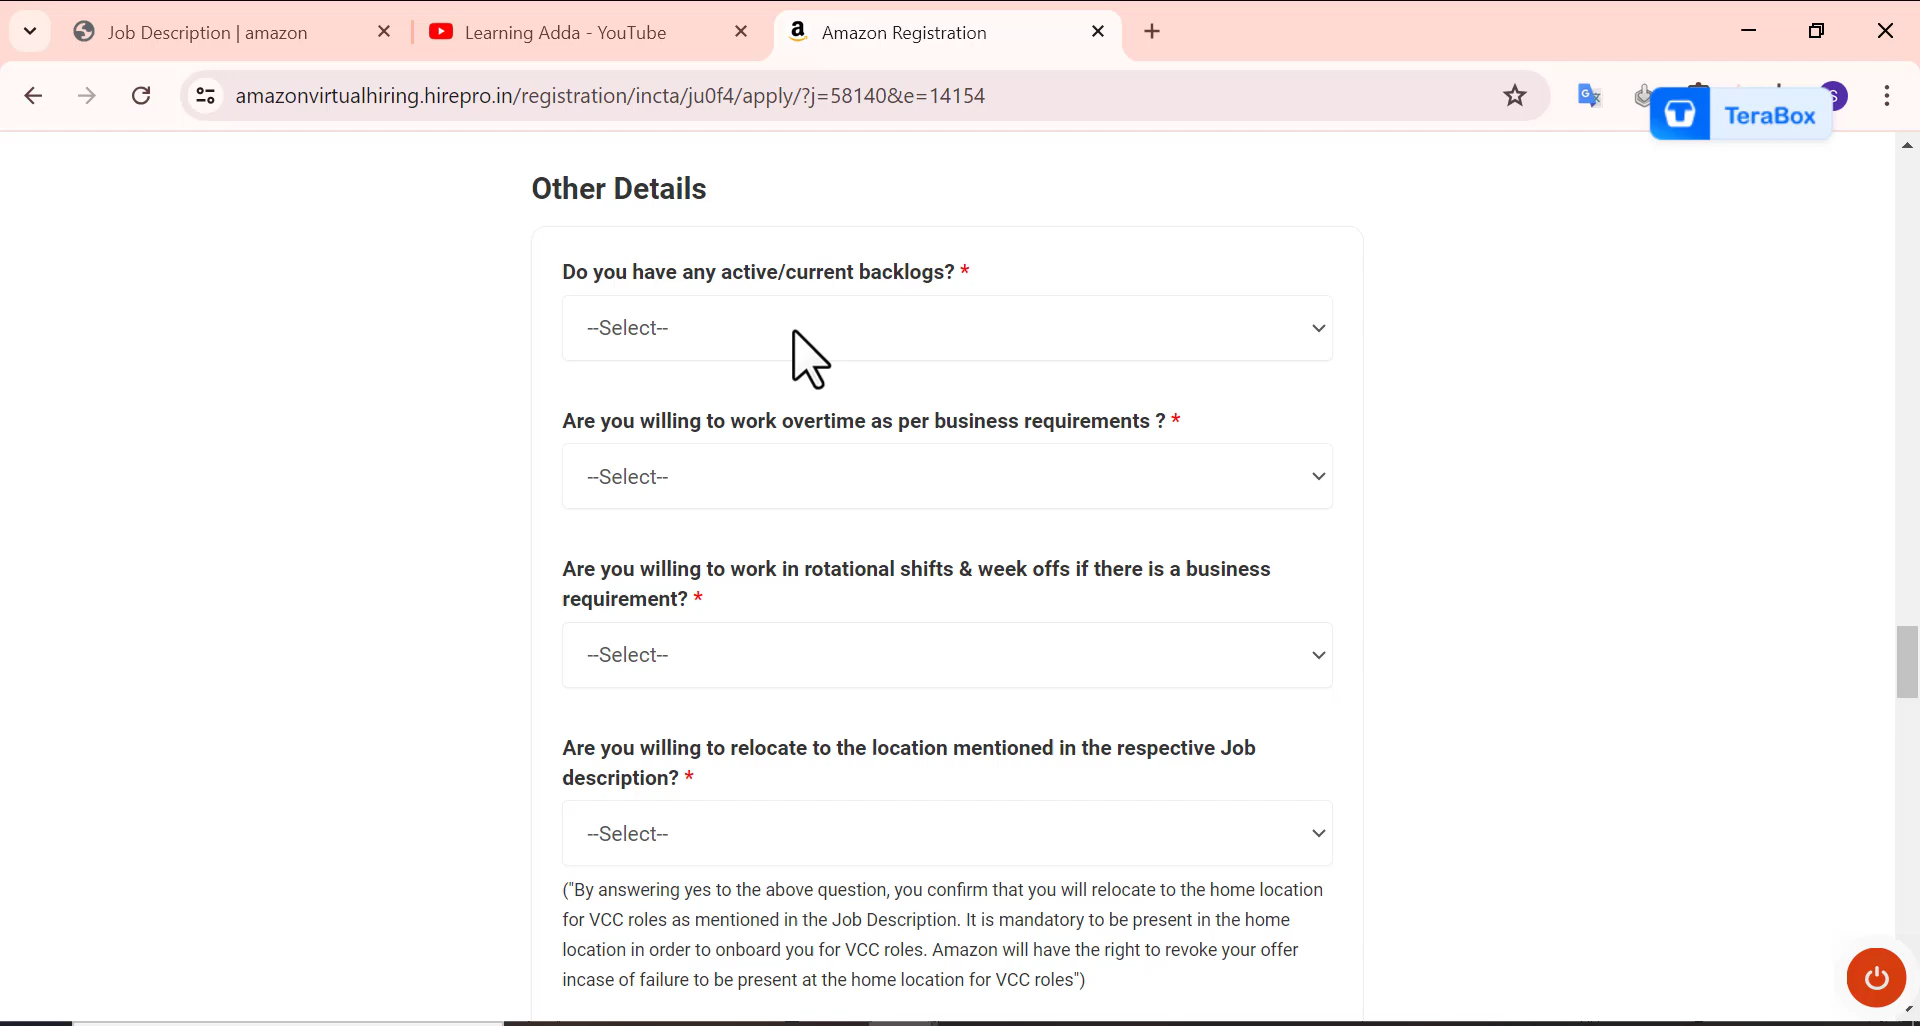 Job Description | amazon
Learning Adda - YouTube
Amazon Registration
amazonvirtualhiring.hirepro.in/registration/incta/ju0f4/apply/?j=58140&e=14154
TeraBox
Other Details
Do you have any active/current backlogs? *
--Select--
Are you willing to work overtime as per business requirements ? *
--Select--
Are you willing to work in rotational shifts & week offs if there is a business
requirement? *
--Select--
Are you willing to relocate to the location mentioned in the respective Job
description? *
--Select--
("By answering yes to the above question, you confirm that you will relocate to the home location
for VCC roles as mentioned in the Job Description. It is mandatory to be present in the home
location in order to onboard you for VCC roles. Amazon will have the right to revoke your offer
incase of failure to be present at the home location for VCC roles")